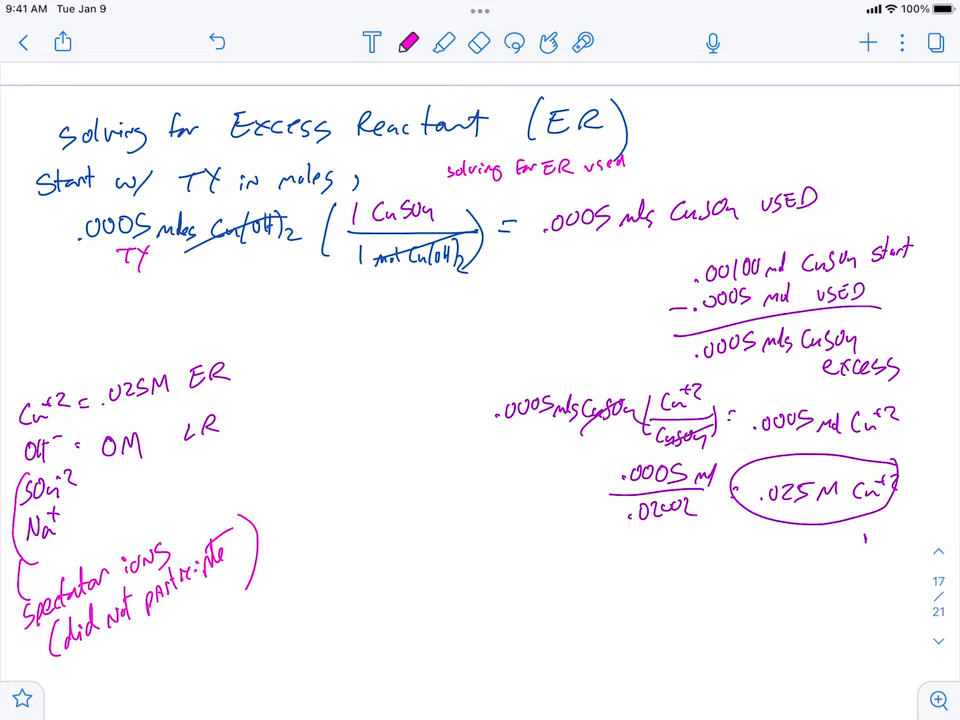 9:41 AM Tue Jan 9
100%
Solving for Excess Reactant (ER)
Start w/ TY in moles,
solving for ER used
.0005 moles Cu(OH)2 ( 1 CuSO4 / 1 mol Cu(OH)2 ) = .0005 mols CuSO4 USED
TY
.00100 mol CuSO4 start
- .0005 mol USED
.0005 mols CuSO4
excess
Cu+2 = .025M ER
OH- = 0M LR
SO4-2
Na+
Spectator ions
(did not participate)
.0005 mols CuSO4 ( Cu+2 / CuSO4 ) = .0005 mol Cu+2
.0005 mol / .02002 = .025 M Cu+2
17
/
21